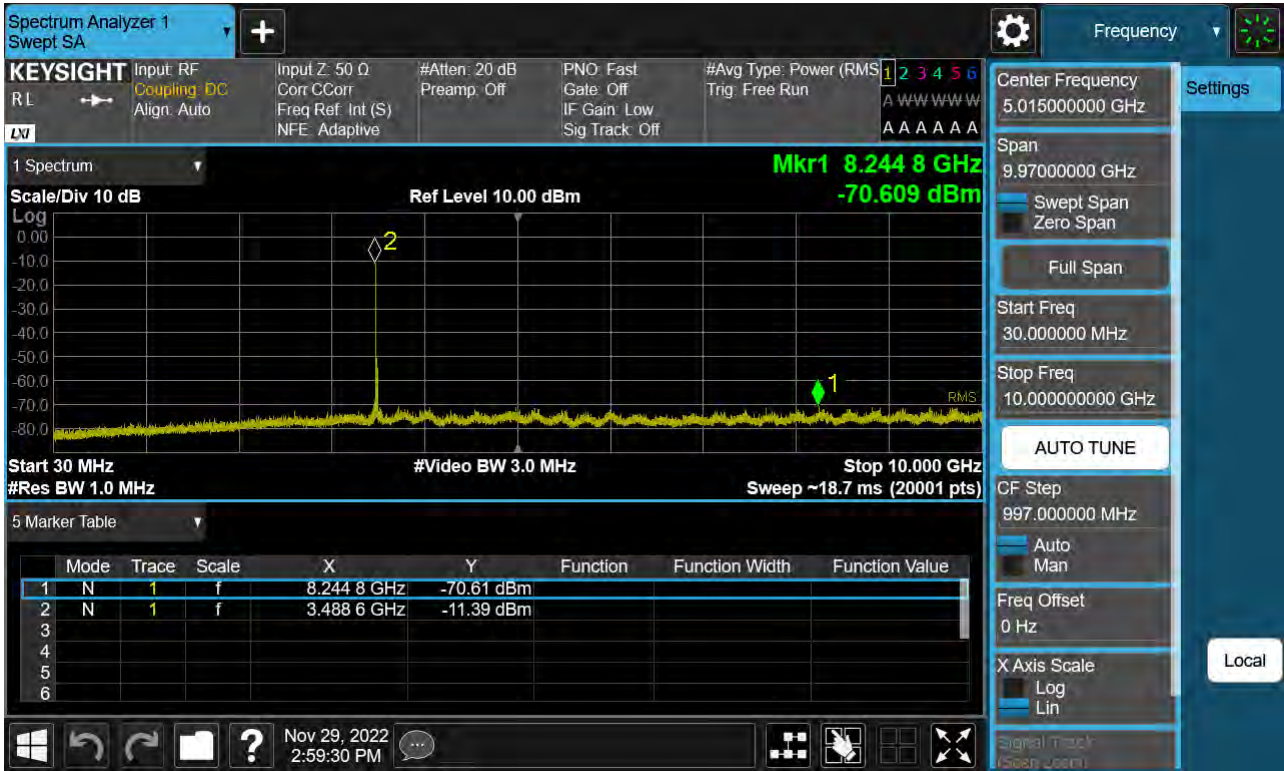 Spectrum Analyzer 1
Swept SA
Frequency
KEYSIGHT
RL
LXI
Input: RF
Coupling: DC
Align: Auto
Input Z: 50 Ω
Corr CCorr
Freq Ref: Int (S)
NFE: Adaptive
#Atten: 20 dB
Preamp: Off
PNO: Fast
Gate: Off
IF Gain: Low
Sig Track: Off
#Avg Type: Power (RMS
Trig: Free Run
1 2 3 4 5 6
A W W W W W
A A A A A A
1 Spectrum
Mkr1 8.244 8 GHz
-70.609 dBm
Scale/Div 10 dB
Ref Level 10.00 dBm
Log
0.00
-10.0
-20.0
-30.0
-40.0
-50.0
-60.0
-70.0
-80.0
2
1
RMS
Start 30 MHz
#Video BW 3.0 MHz
Stop 10.000 GHz
#Res BW 1.0 MHz
Sweep ~18.7 ms (20001 pts)
5 Marker Table
Mode Trace Scale X Y Function Function Width Function Value
1 N 1 f 8.244 8 GHz -70.61 dBm
2 N 1 f 3.488 6 GHz -11.39 dBm
3
4
5
6
Nov 29, 2022
2:59:30 PM
Center Frequency
5.015000000 GHz
Span
9.97000000 GHz
Swept Span
Zero Span
Full Span
Start Freq
30.000000 MHz
Stop Freq
10.000000000 GHz
AUTO TUNE
CF Step
997.000000 MHz
Auto
Man
Freq Offset
0 Hz
X Axis Scale
Log
Lin
Signal Track
(Span Zoom)
Settings
Local